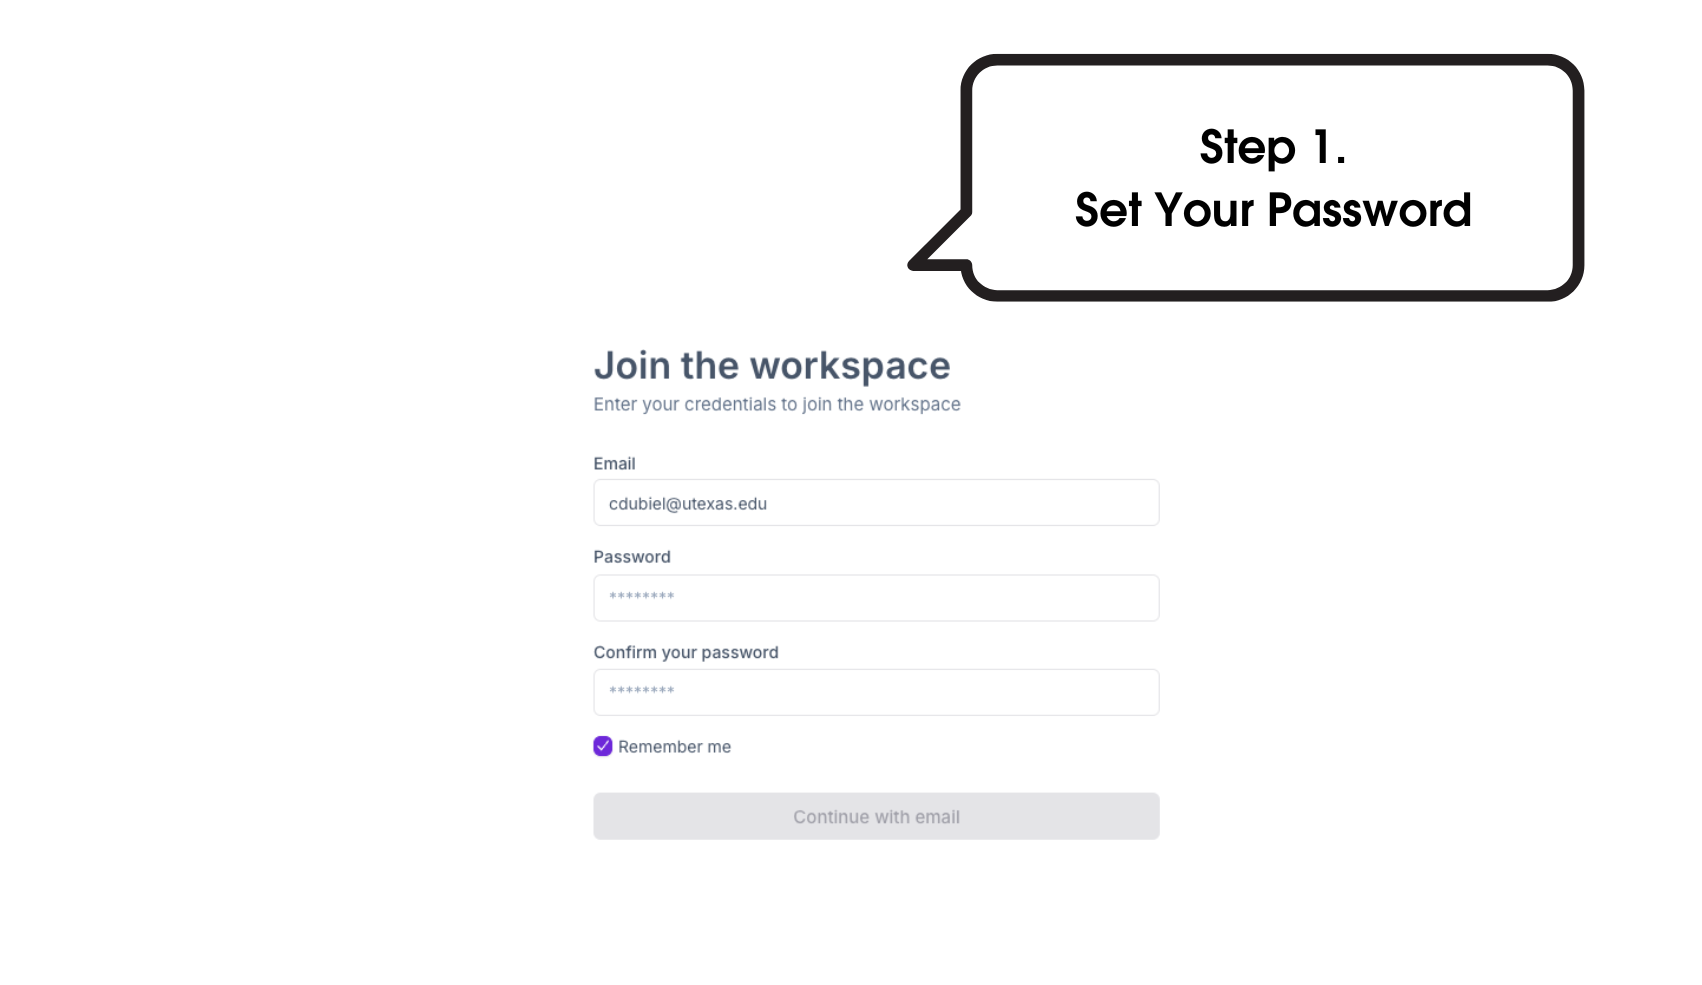 Step 1.
Set Your Password
Join the workspace
Enter your credentials to join the workspace
Email
cdubiel@utexas.edu
Password
********
Confirm your password
********
Remember me
Continue with email